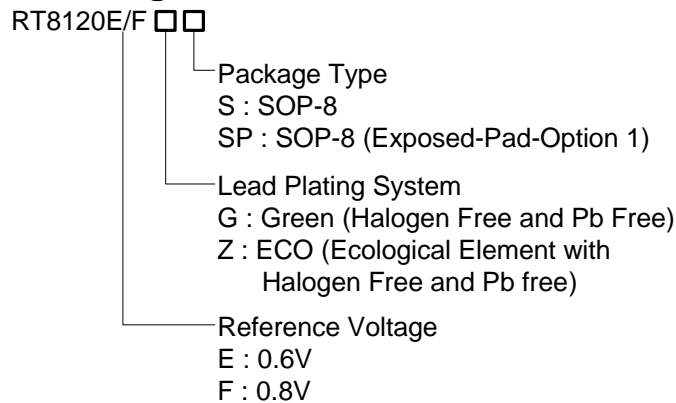 RT8120E/F
Package Type
S : SOP-8
SP : SOP-8 (Exposed-Pad-Option 1)
Lead Plating System
G : Green (Halogen Free and Pb Free)
Z : ECO (Ecological Element with
Halogen Free and Pb free)
Reference Voltage
E : 0.6V
F : 0.8V